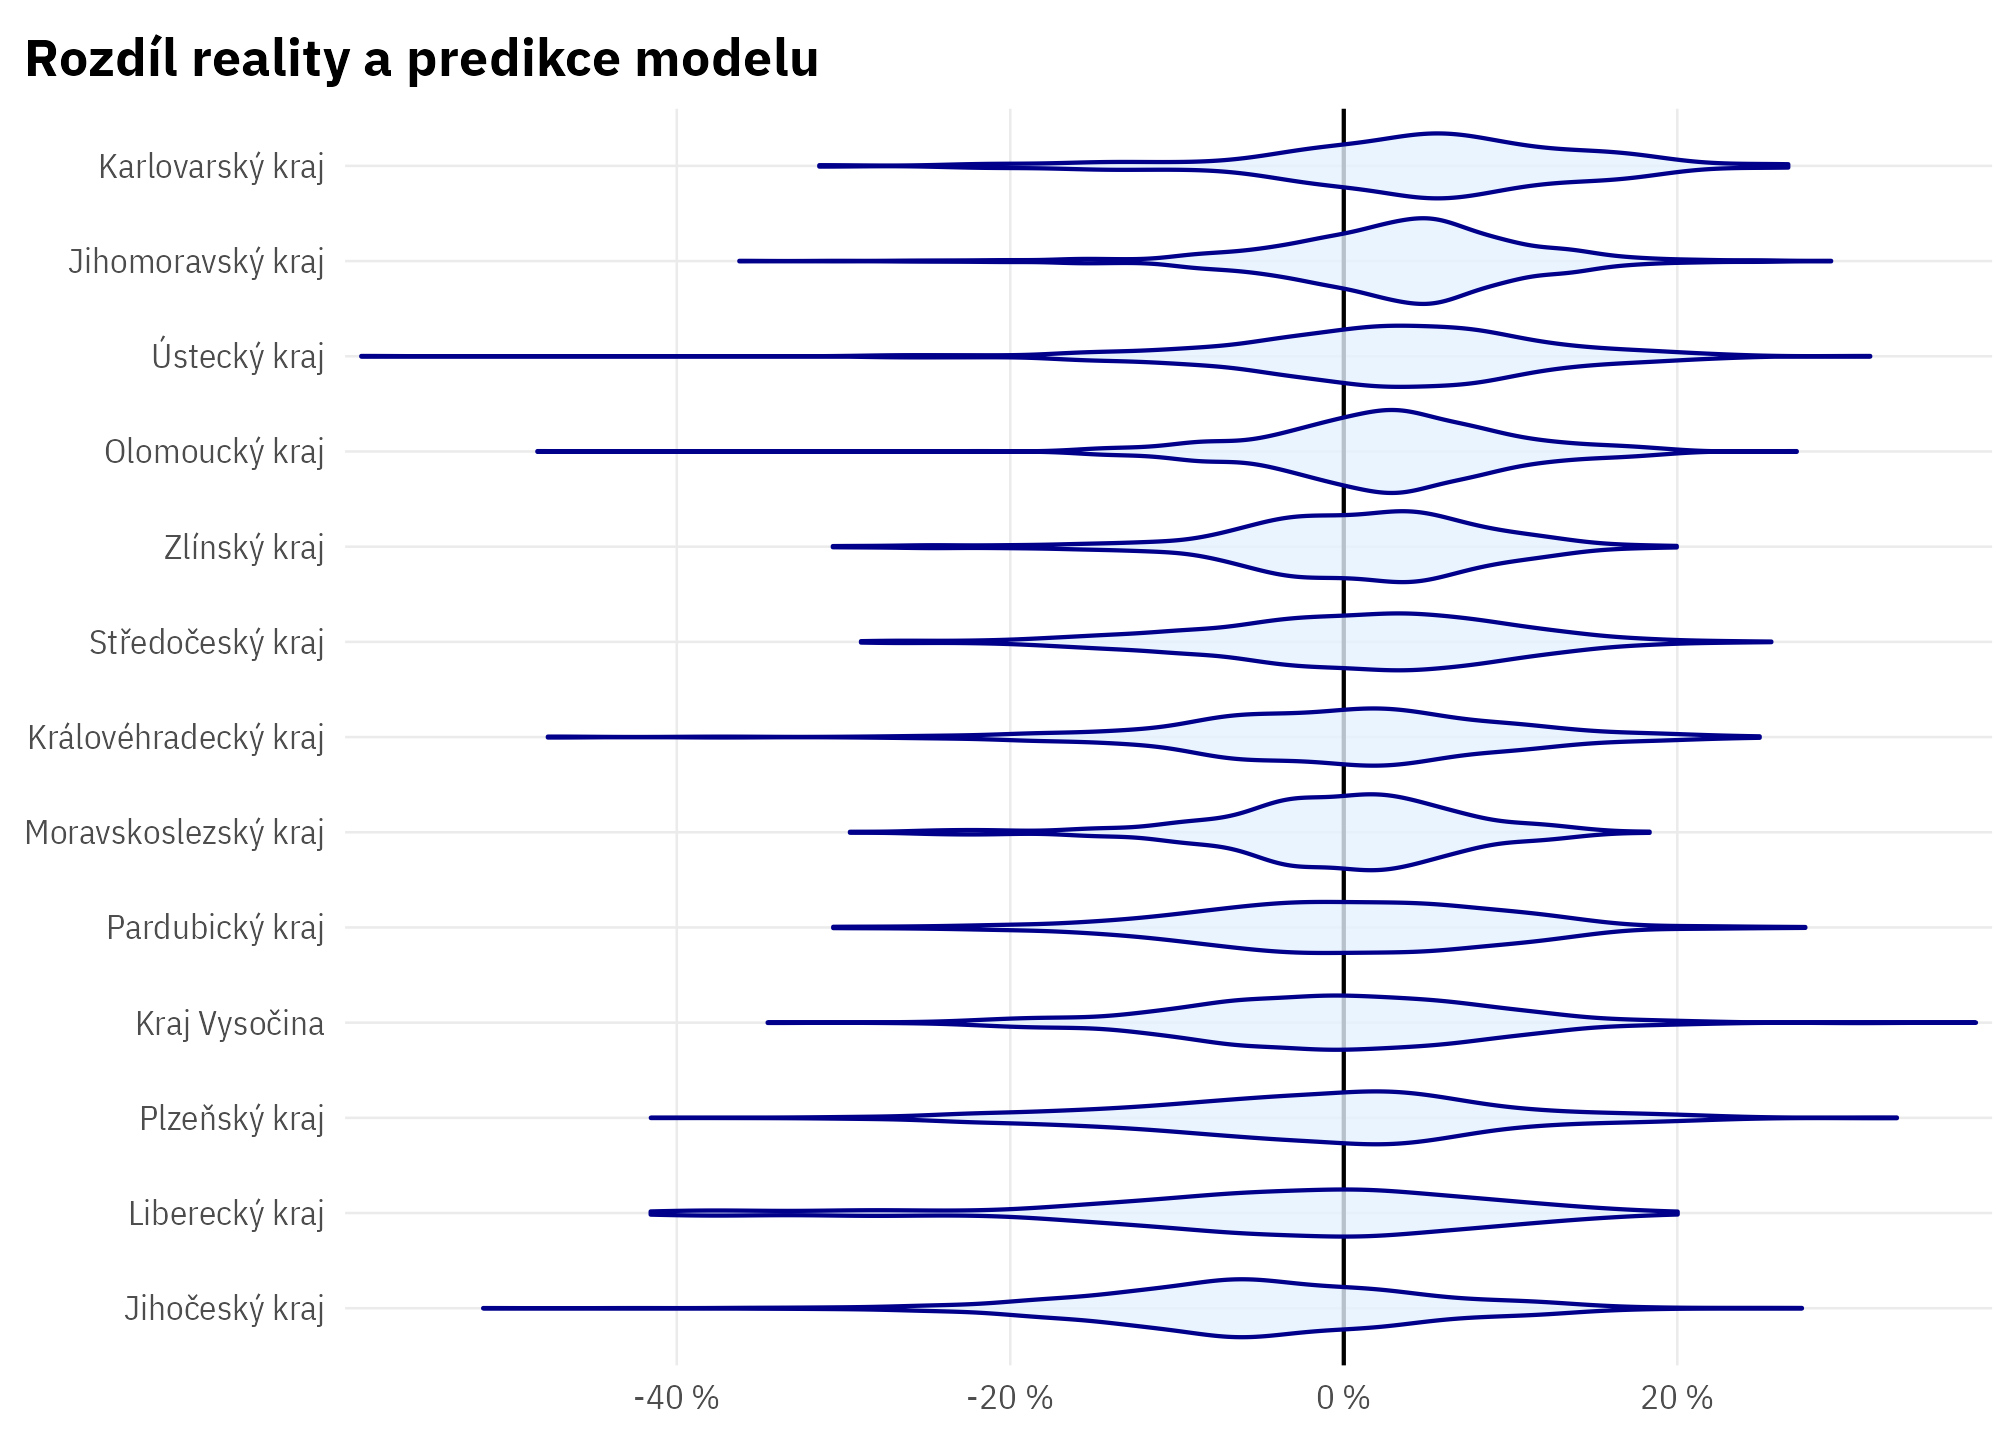 Rozdíl reality a predikce modelu
Karlovarský kraj
Jihomoravský kraj
Ústecký kraj
Olomoucký kraj
Zlínský kraj
Středočeský kraj
Královéhradecký kraj
Moravskoslezský kraj
Pardubický kraj
Kraj Vysočina
Plzeňský kraj
Liberecký kraj
Jihočeský kraj
-40 % -20 % 0 % 20 %